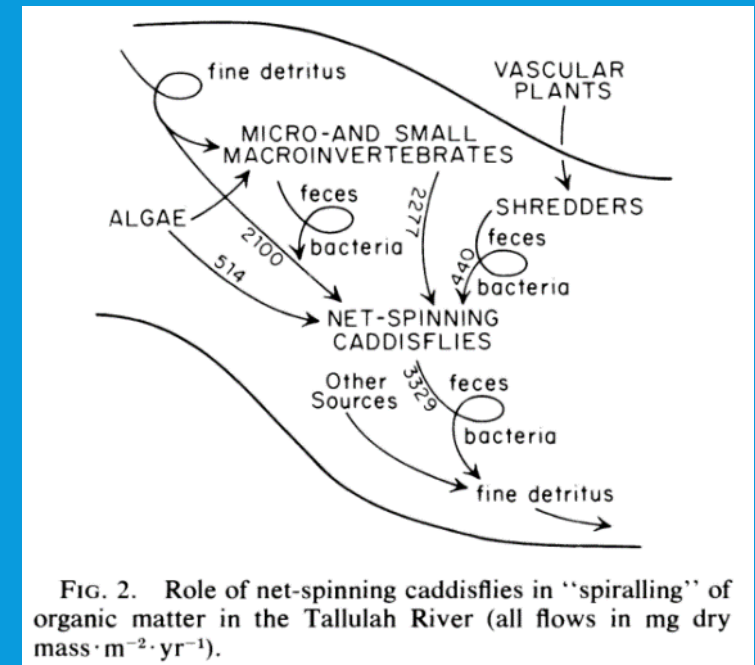 fine detritus
VASCULAR
PLANTS
MICRO-AND SMALL
MACROINVERTEBRATES
feces
2277
SHREDDERS
ALGAE
bacteria
feces
2100
440
bacteria
514
NET-SPINNING
CADDISFLIES
Other
Sources
3329
feces
bacteria
fine detritus
FIG. 2. Role of net-spinning caddisflies in “spiralling” of
organic matter in the Tallulah River (all flows in mg dry
mass·m⁻²·yr⁻¹).